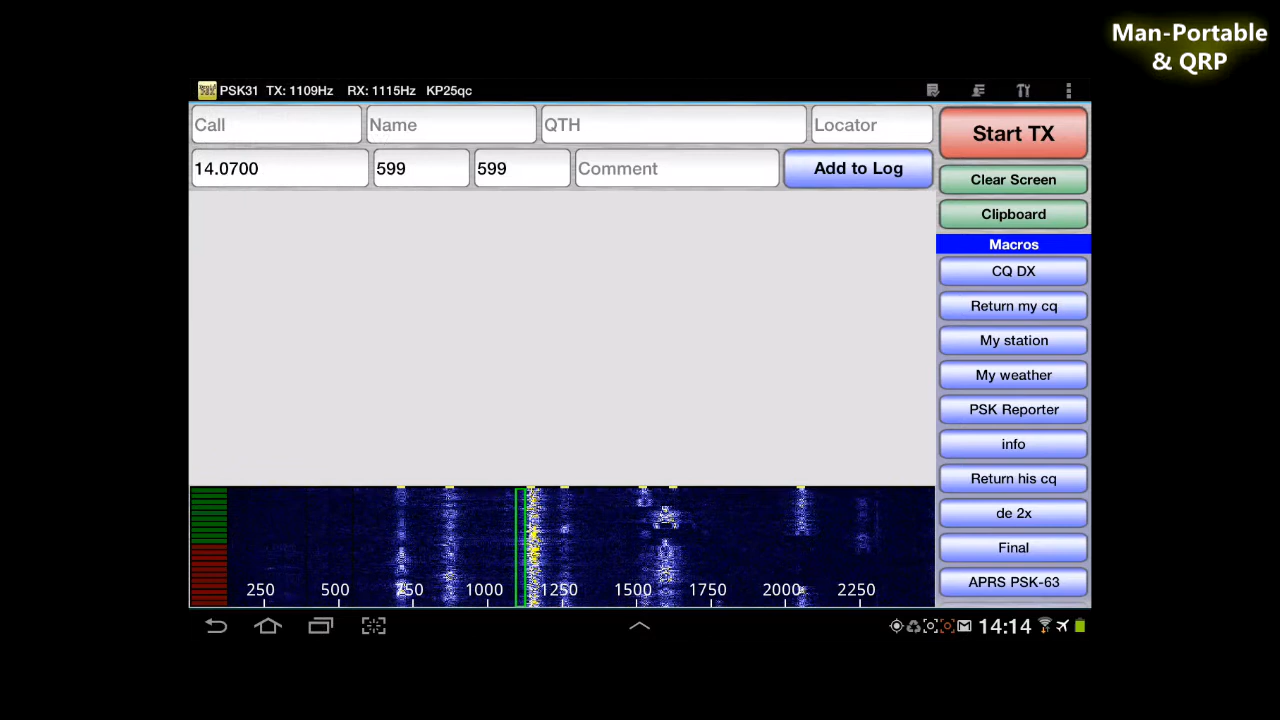 Man-Portable
& QRP
PSK31 TX: 1109Hz RX: 1115Hz KP25qc
Call Name QTH Locator
14.0700 599 599 Comment Add to Log
Start TX
Clear Screen
Clipboard
Macros
CQ DX
Return my cq
My station
My weather
PSK Reporter
info
Return his cq
de 2x
Final
APRS PSK-63
250 500 750 1000 1250 1500 1750 2000 2250
14:14